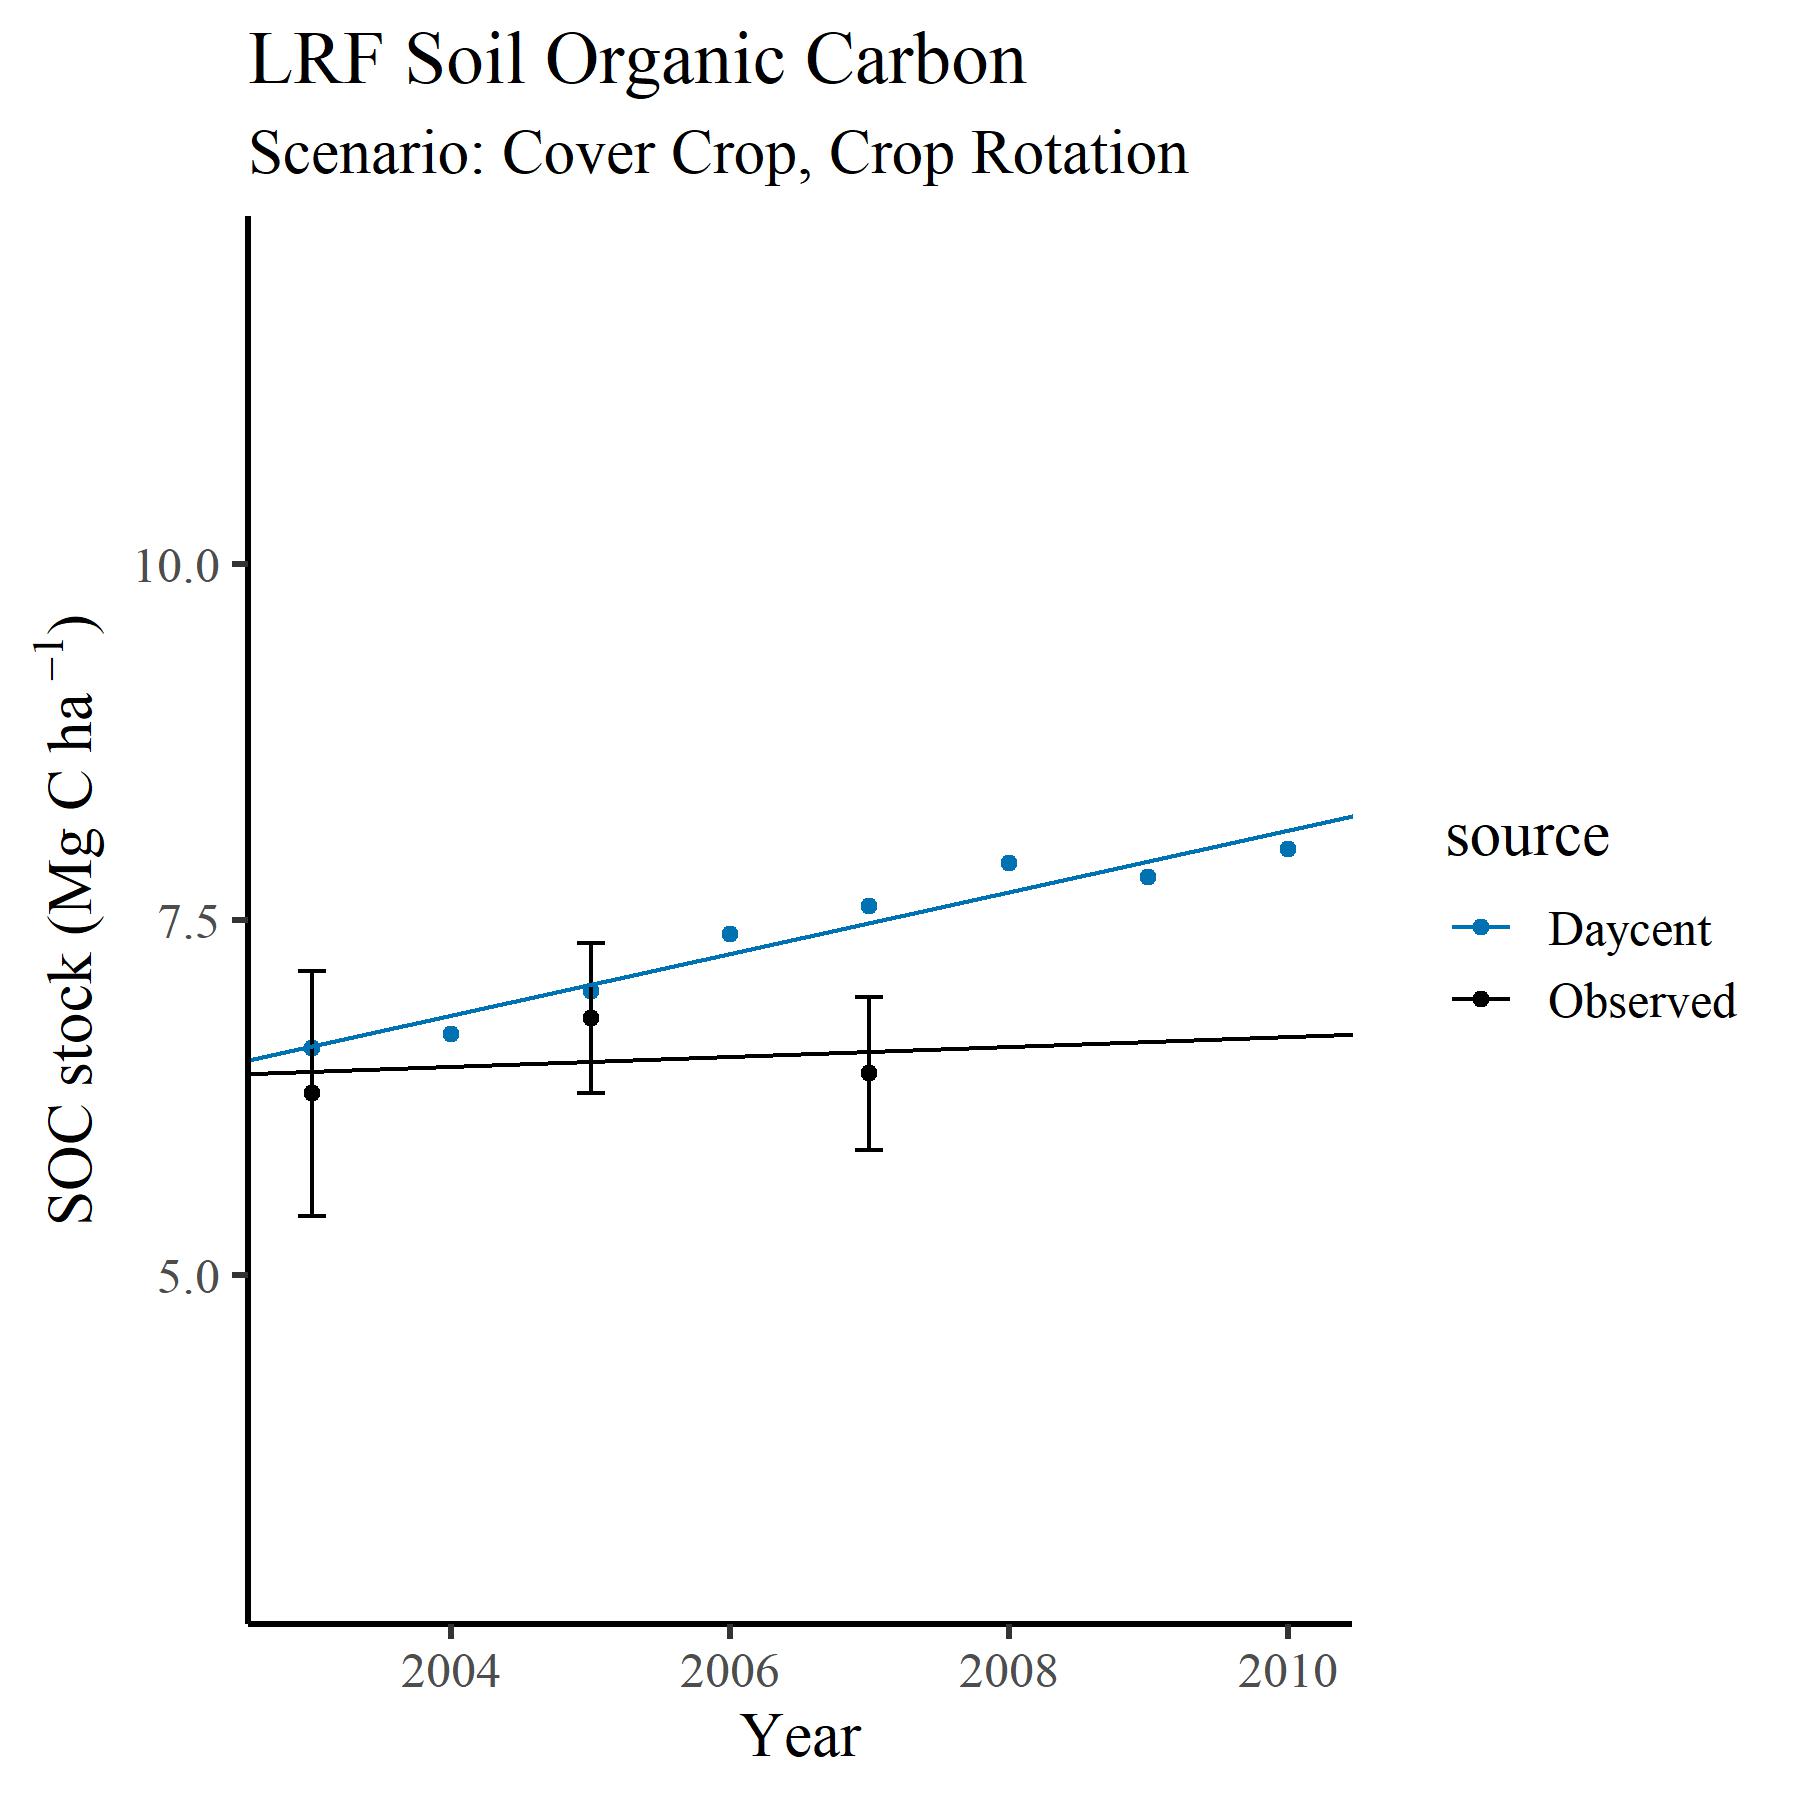 LRF Soil Organic Carbon
Scenario: Cover Crop, Crop Rotation
SOC stock (Mg C ha⁻¹)
10.0
7.5
5.0
2004 2006 2008 2010
Year
source
Daycent
Observed